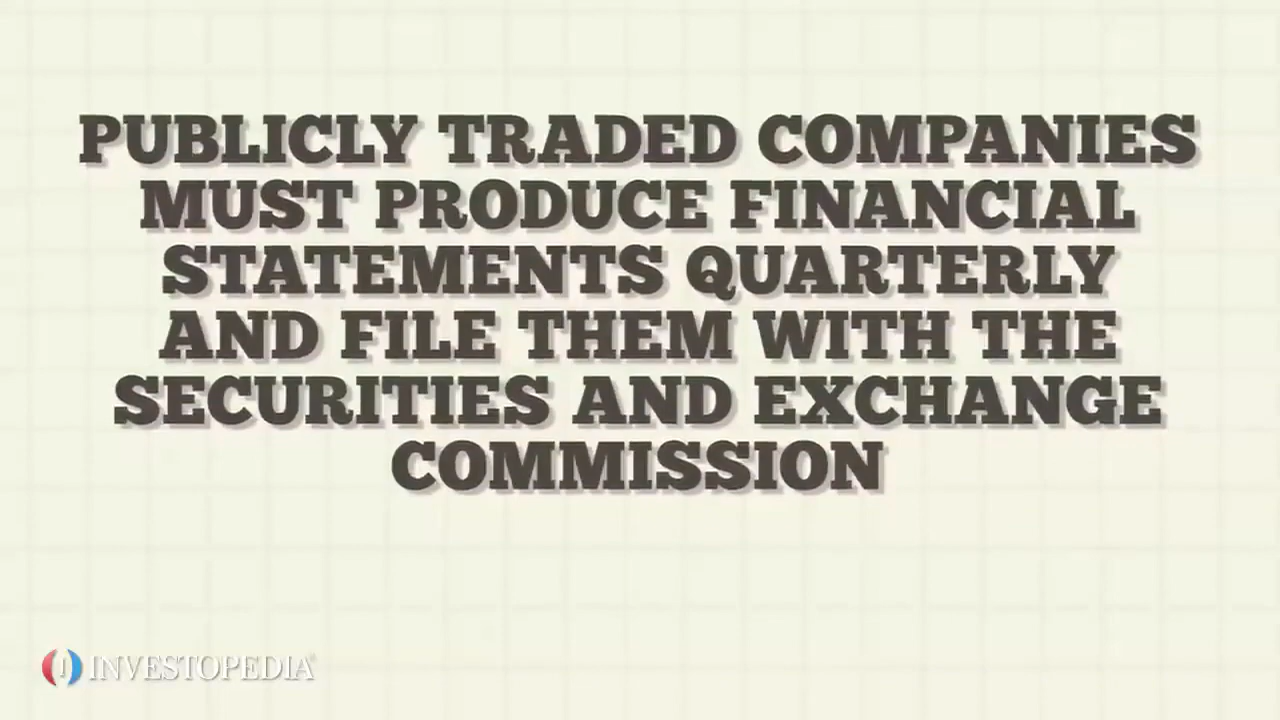 PUBLICLY TRADED COMPANIES
MUST PRODUCE FINANCIAL
STATEMENTS QUARTERLY
AND FILE THEM WITH THE
SECURITIES AND EXCHANGE
COMMISSION
INVESTOPEDIA